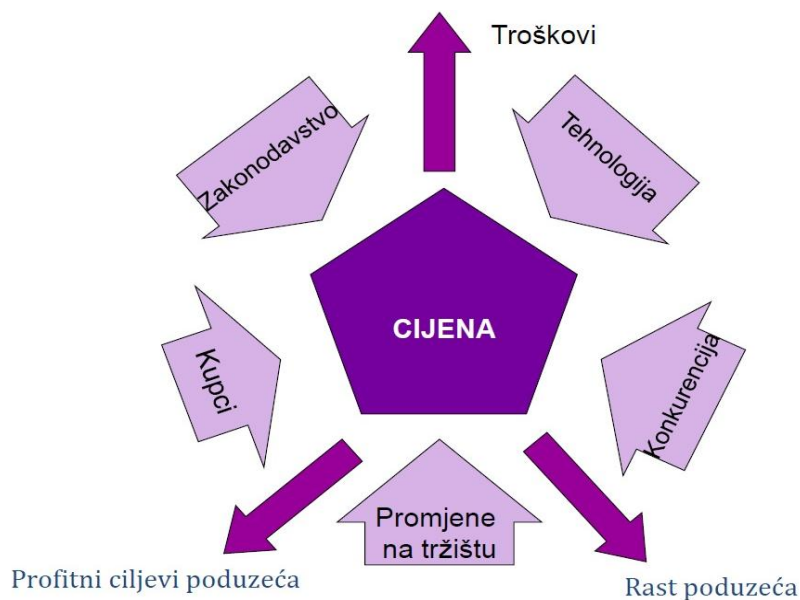 Troškovi
Zakonodavstvo
Tehnologija
CIJENA
Kupci
Konkurencija
Promjene
na tržištu
Profitni ciljevi poduzeća
Rast poduzeća